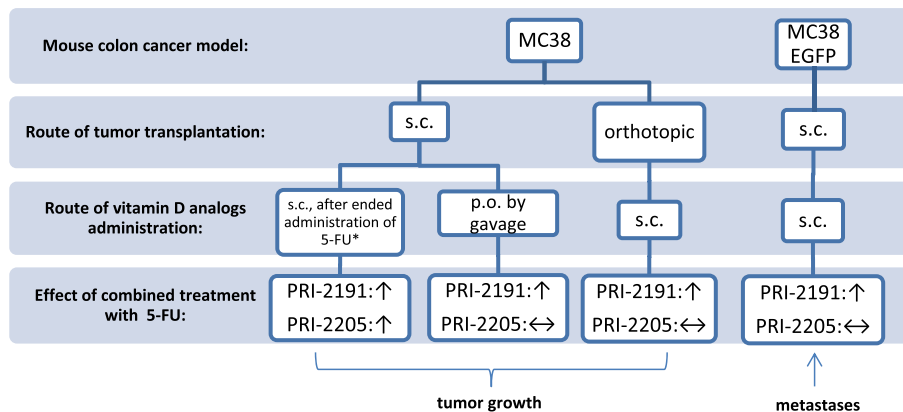 Mouse colon cancer model:
MC38
MC38
EGFP
Route of tumor transplantation:
s.c.
orthotopic
s.c.
Route of vitamin D analogs
administration:
s.c., after ended
administration of
5-FU*
p.o. by
gavage
s.c.
s.c.
Effect of combined treatment
with 5-FU:
PRI-2191:↑
PRI-2205:↑
PRI-2191:↑
PRI-2205:↔
PRI-2191:↑
PRI-2205:↔
PRI-2191:↑
PRI-2205:↔
tumor growth
metastases